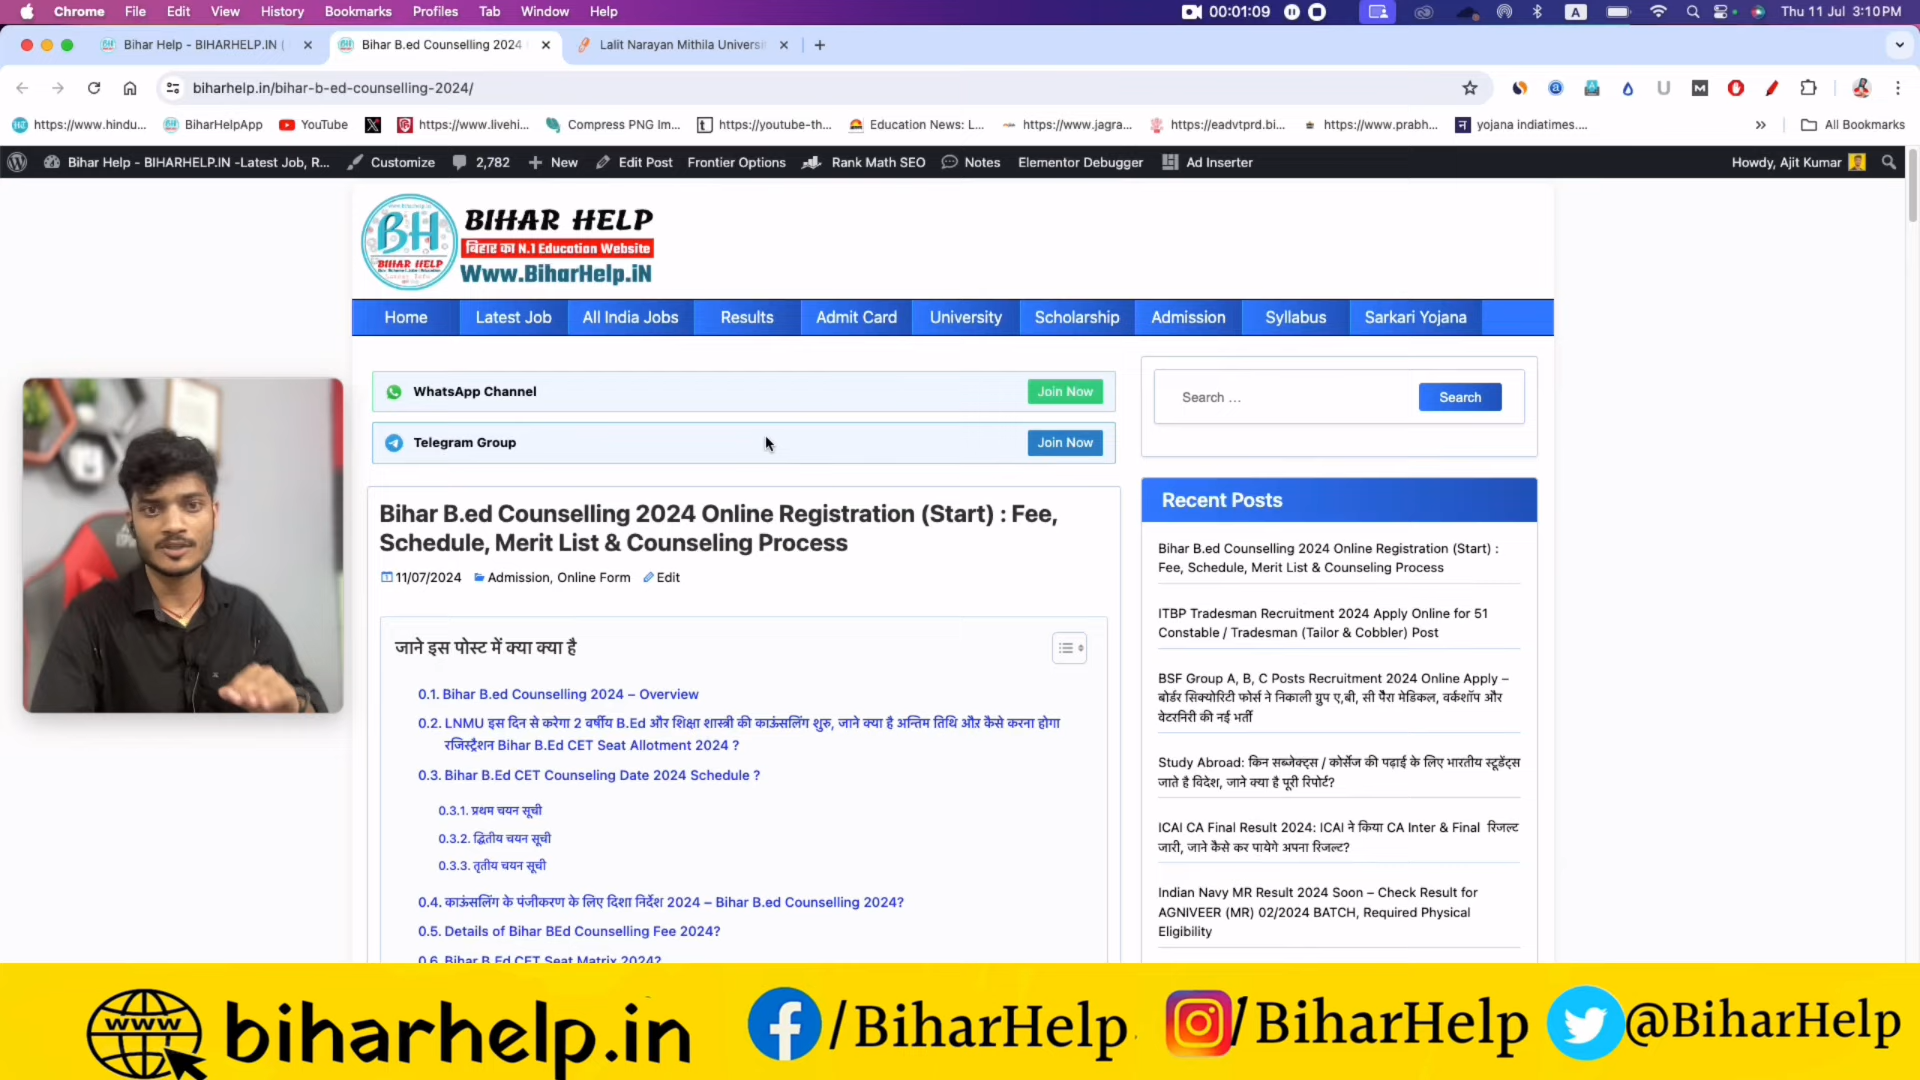 Chrome File Edit View History Bookmarks Profiles Tab Window Help 00:01:09 A Thu 11 Jul 3:10 PM
Bihar Help - BIHARHELP.IN ( Bihar B.ed Counselling 2024 Lalit Narayan Mithila Universi
biharhelp.in/bihar-b-ed-counselling-2024/
https://www.hindu... BiharHelpApp YouTube https://www.livehi... Compress PNG Im... https://youtube-th... Education News: L... https://www.jagra... https://eadvtprd.bi... https://www.prabh... yojana indiatimes.... All Bookmarks
Bihar Help - BIHARHELP.IN -Latest Job, R... Customize 2,782 New Edit Post Frontier Options Rank Math SEO Notes Elementor Debugger Ad Inserter Howdy, Ajit Kumar
BH
BIHAR HELP
BIHAR HELP
बिहार का N.1 Education Website
Www.BiharHelp.iN
Home Latest Job All India Jobs Results Admit Card University Scholarship Admission Syllabus Sarkari Yojana
WhatsApp Channel Join Now
Telegram Group Join Now
Search ... Search
Bihar B.ed Counselling 2024 Online Registration (Start) : Fee,
Schedule, Merit List & Counseling Process
11/07/2024 Admission, Online Form Edit
जाने इस पोस्ट में क्या क्या है
0.1. Bihar B.ed Counselling 2024 – Overview
0.2. LNMU इस दिन से करेगा 2 वर्षीय B.Ed और शिक्षा शास्त्री की काऊंसलिंग शुरु, जाने क्या है अन्तिम तिथि और कैसे करना होगा
रजिस्ट्रैशन Bihar B.Ed CET Seat Allotment 2024 ?
0.3. Bihar B.Ed CET Counseling Date 2024 Schedule ?
0.3.1. प्रथम चयन सूची
0.3.2. द्धितीय चयन सूची
0.3.3. तृतीय चयन सूची
0.4. काऊंसलिंग के पंजीकरण के लिए दिशा निर्देश 2024 – Bihar B.ed Counselling 2024?
0.5. Details of Bihar BEd Counselling Fee 2024?
0.6. Bihar B.Ed CET Seat Matrix 2024?
Recent Posts
Bihar B.ed Counselling 2024 Online Registration (Start) :
Fee, Schedule, Merit List & Counseling Process
ITBP Tradesman Recruitment 2024 Apply Online for 51
Constable / Tradesman (Tailor & Cobbler) Post
BSF Group A, B, C Posts Recruitment 2024 Online Apply –
बोर्डर सिक्योरिटी फोर्स ने निकाली ग्रुप ए,बी, सी पैरा मेडिकल, वर्कशॉप और
वेटरनिरी की नई भर्ती
Study Abroad: किन सब्जेक्ट्स / कोर्सेज की पढ़ाई के लिए भारतीय स्टूडेंट्स
जाते है विदेश, जाने क्या है पूरी रिपोर्ट?
ICAI CA Final Result 2024: ICAI ने किया CA Inter & Final रिजल्ट
जारी, जाने कैसे कर पायेगे अपना रिजल्ट?
Indian Navy MR Result 2024 Soon – Check Result for
AGNIVEER (MR) 02/2024 BATCH, Required Physical
Eligibility
www biharhelp.in /BiharHelp /BiharHelp @BiharHelp